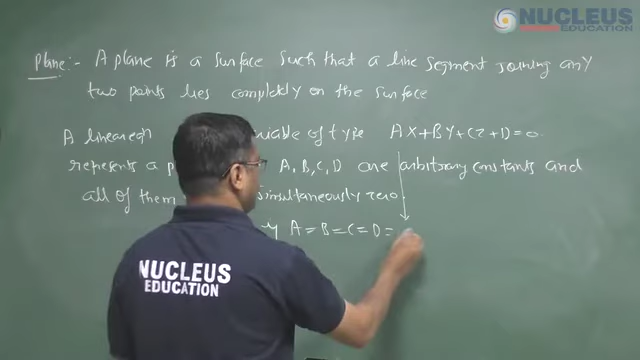 NUCLEUS
EDUCATION
Plane:- A plane is a surface such that a line segment joining any
two points lies completly on the surface
A linear eqn variable of type AX+BY+CZ+D=0.
represents a A, B, C, D are arbitrary constants and
all of them simultaneously zero.
A=B=C=D=
NUCLEUS
EDUCATION